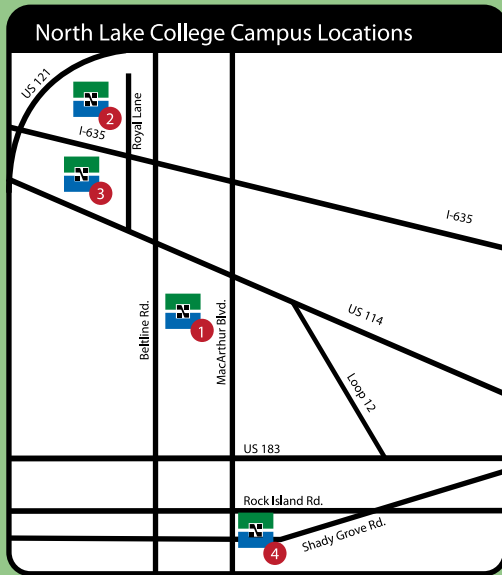 North Lake College Campus Locations
US 121
2
I-635
Royal Lane
3
I-635
Beltline Rd.
1
MacArthur Blvd.
US 114
Loop 12
US 183
Rock Island Rd.
Shady Grove Rd.
4